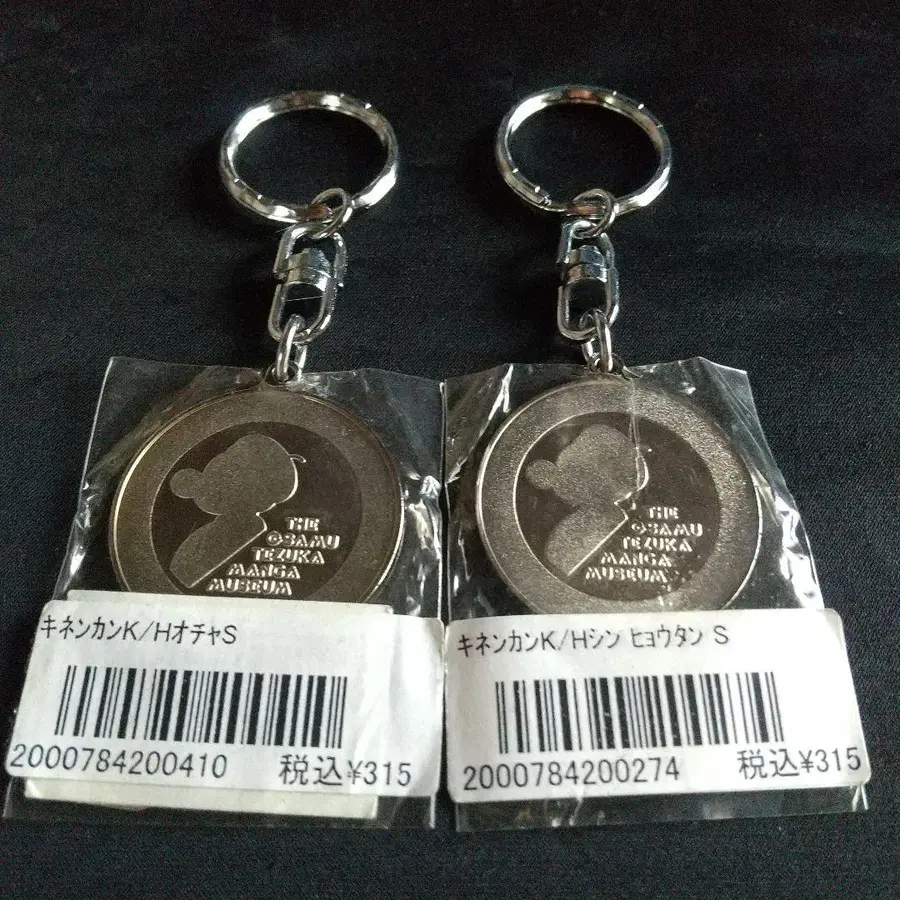 THE
OSAMU
TEZUKA
MANGA
MUSEUM
キネンカンK/HオチャS
2000784200410 税込¥315
THE
OSAMU
TEZUKA
MANGA
MUSEUM
キネンカンK/Hシン ヒョウタン S
2000784200274 税込¥315